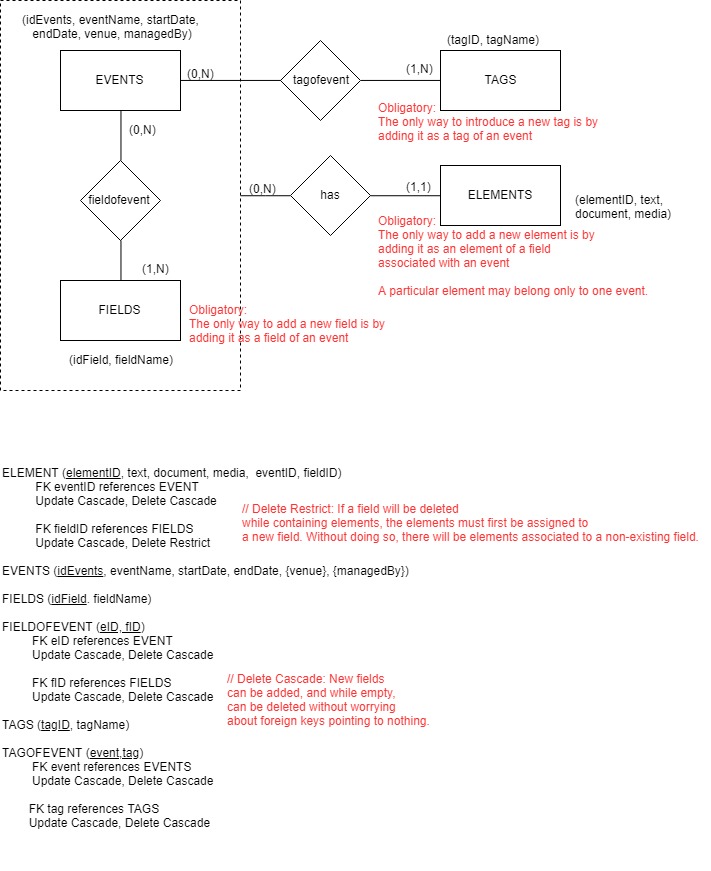 (idEvents, eventName, startDate,
endDate, venue, managedBy)
EVENTS
(0,N)
tagofevent
(1,N)
(tagID, tagName)
TAGS
Obligatory:
The only way to introduce a new tag is by
adding it as a tag of an event
(0,N)
fieldofevent
(0,N)
has
(1,1)
ELEMENTS
(elementID, text,
document, media)
Obligatory:
The only way to add a new element is by
adding it as an element of a field
associated with an event
A particular element may belong only to one event.
(1,N)
FIELDS
Obligatory:
The only way to add a new field is by
adding it as a field of an event
(idField, fieldName)
ELEMENT (elementID, text, document, media, eventID, fieldID)
FK eventID references EVENT
Update Cascade, Delete Cascade
FK fieldID references FIELDS
Update Cascade, Delete Restrict
// Delete Restrict: If a field will be deleted
while containing elements, the elements must first be assigned to
a new field. Without doing so, there will be elements associated to a non-existing field.
EVENTS (idEvents, eventName, startDate, endDate, {venue}, {managedBy})
FIELDS (idField. fieldName)
FIELDOFEVENT (eID, fID)
FK eID references EVENT
Update Cascade, Delete Cascade
FK fID references FIELDS
Update Cascade, Delete Cascade
// Delete Cascade: New fields
can be added, and while empty,
can be deleted without worrying
about foreign keys pointing to nothing.
TAGS (tagID, tagName)
TAGOFEVENT (event,tag)
FK event references EVENTS
Update Cascade, Delete Cascade
FK tag references TAGS
Update Cascade, Delete Cascade